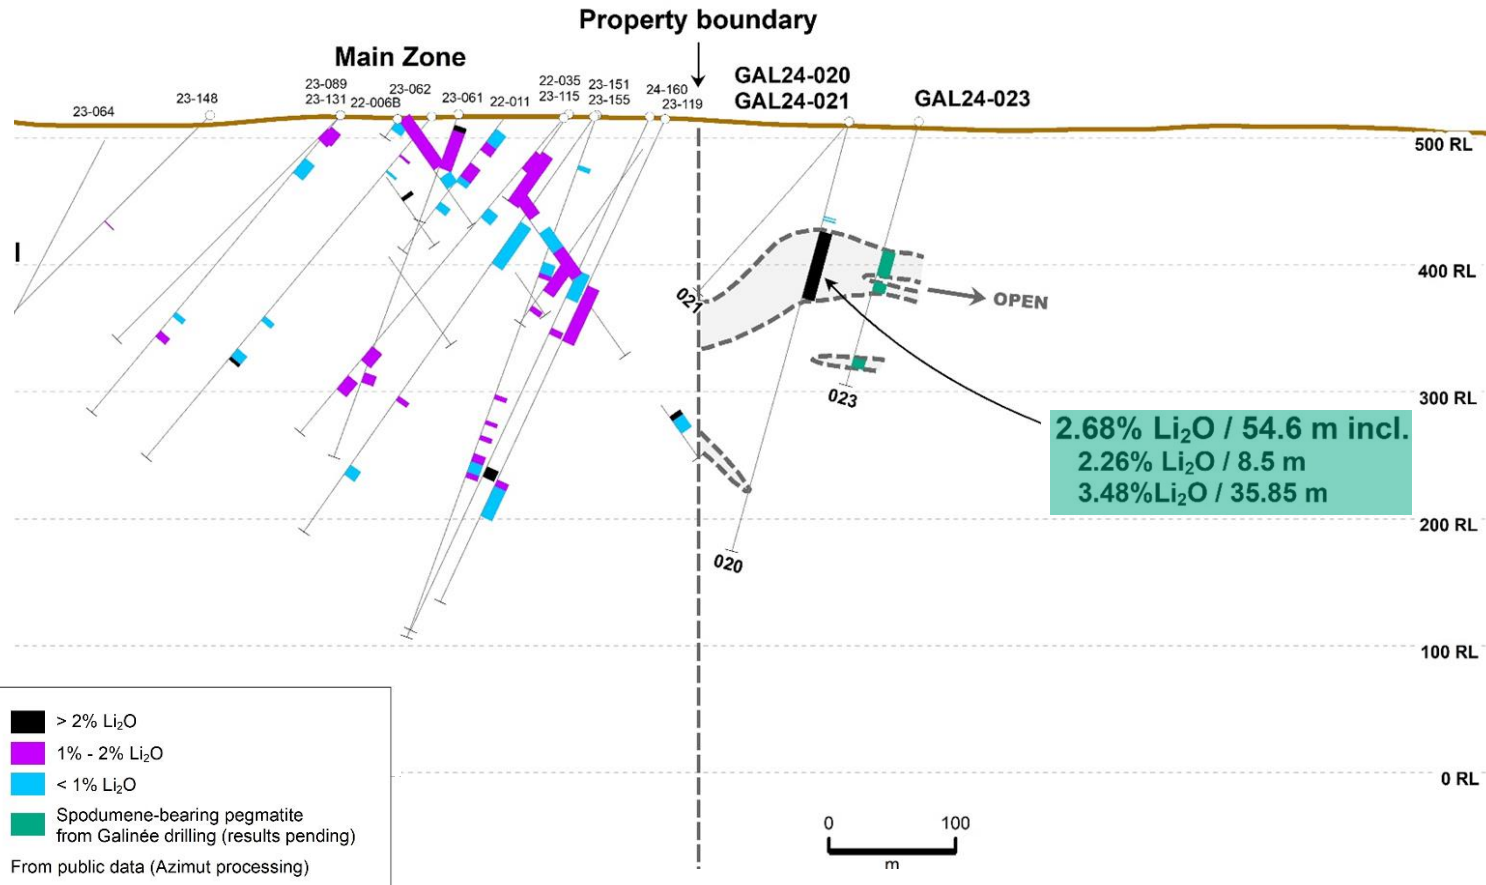 Property boundary
Main Zone
GAL24-020
GAL24-021
GAL24-023
23-064
23-148
23-089
23-131
22-006B
23-062
23-061
22-011
22-035
23-115
23-151
23-155
24-160
23-119
500 RL
400 RL
021
OPEN
300 RL
023
2.68% Li₂O / 54.6 m incl.
2.26% Li₂O / 8.5 m
3.48%Li₂O / 35.85 m
200 RL
020
100 RL
0 RL
> 2% Li₂O
1% - 2% Li₂O
< 1% Li₂O
Spodumene-bearing pegmatite
from Galinée drilling (results pending)
From public data (Azimut processing)
0 100
m